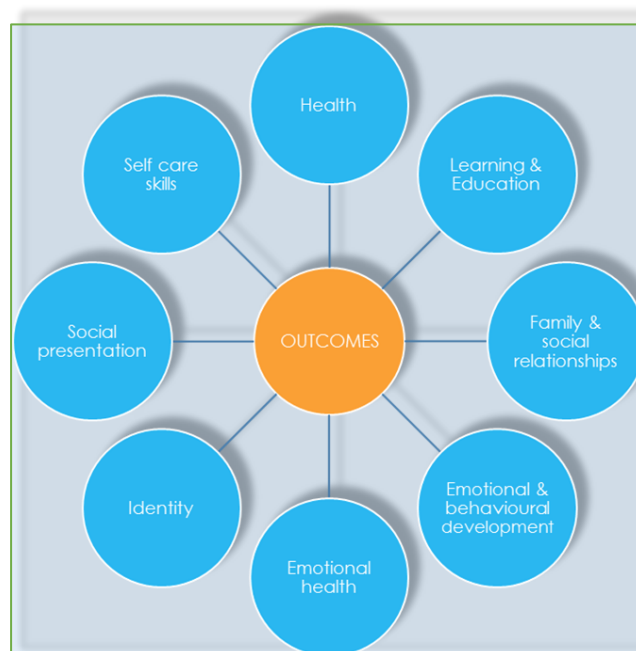 Health
Learning &
Education
Family &
social
relationships
Emotional &
behavioural
development
Emotional
health
Identity
Social
presentation
Self care
skills
OUTCOMES